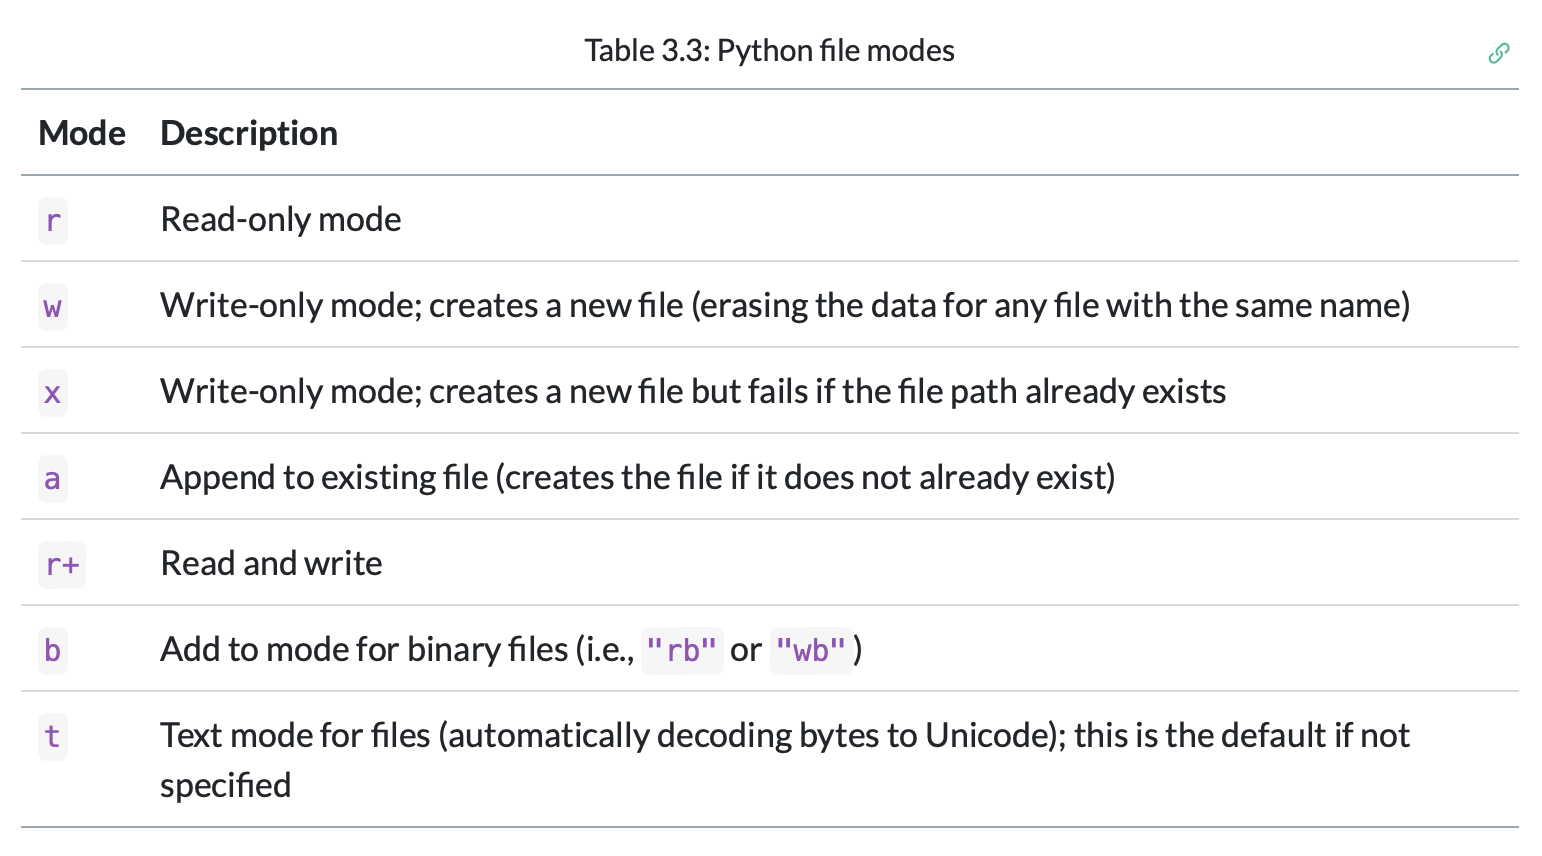 Table 3.3: Python file modes
Mode Description
r Read-only mode
w Write-only mode; creates a new file (erasing the data for any file with the same name)
x Write-only mode; creates a new file but fails if the file path already exists
a Append to existing file (creates the file if it does not already exist)
r+ Read and write
b Add to mode for binary files (i.e., "rb" or "wb")
t Text mode for files (automatically decoding bytes to Unicode); this is the default if not
specified